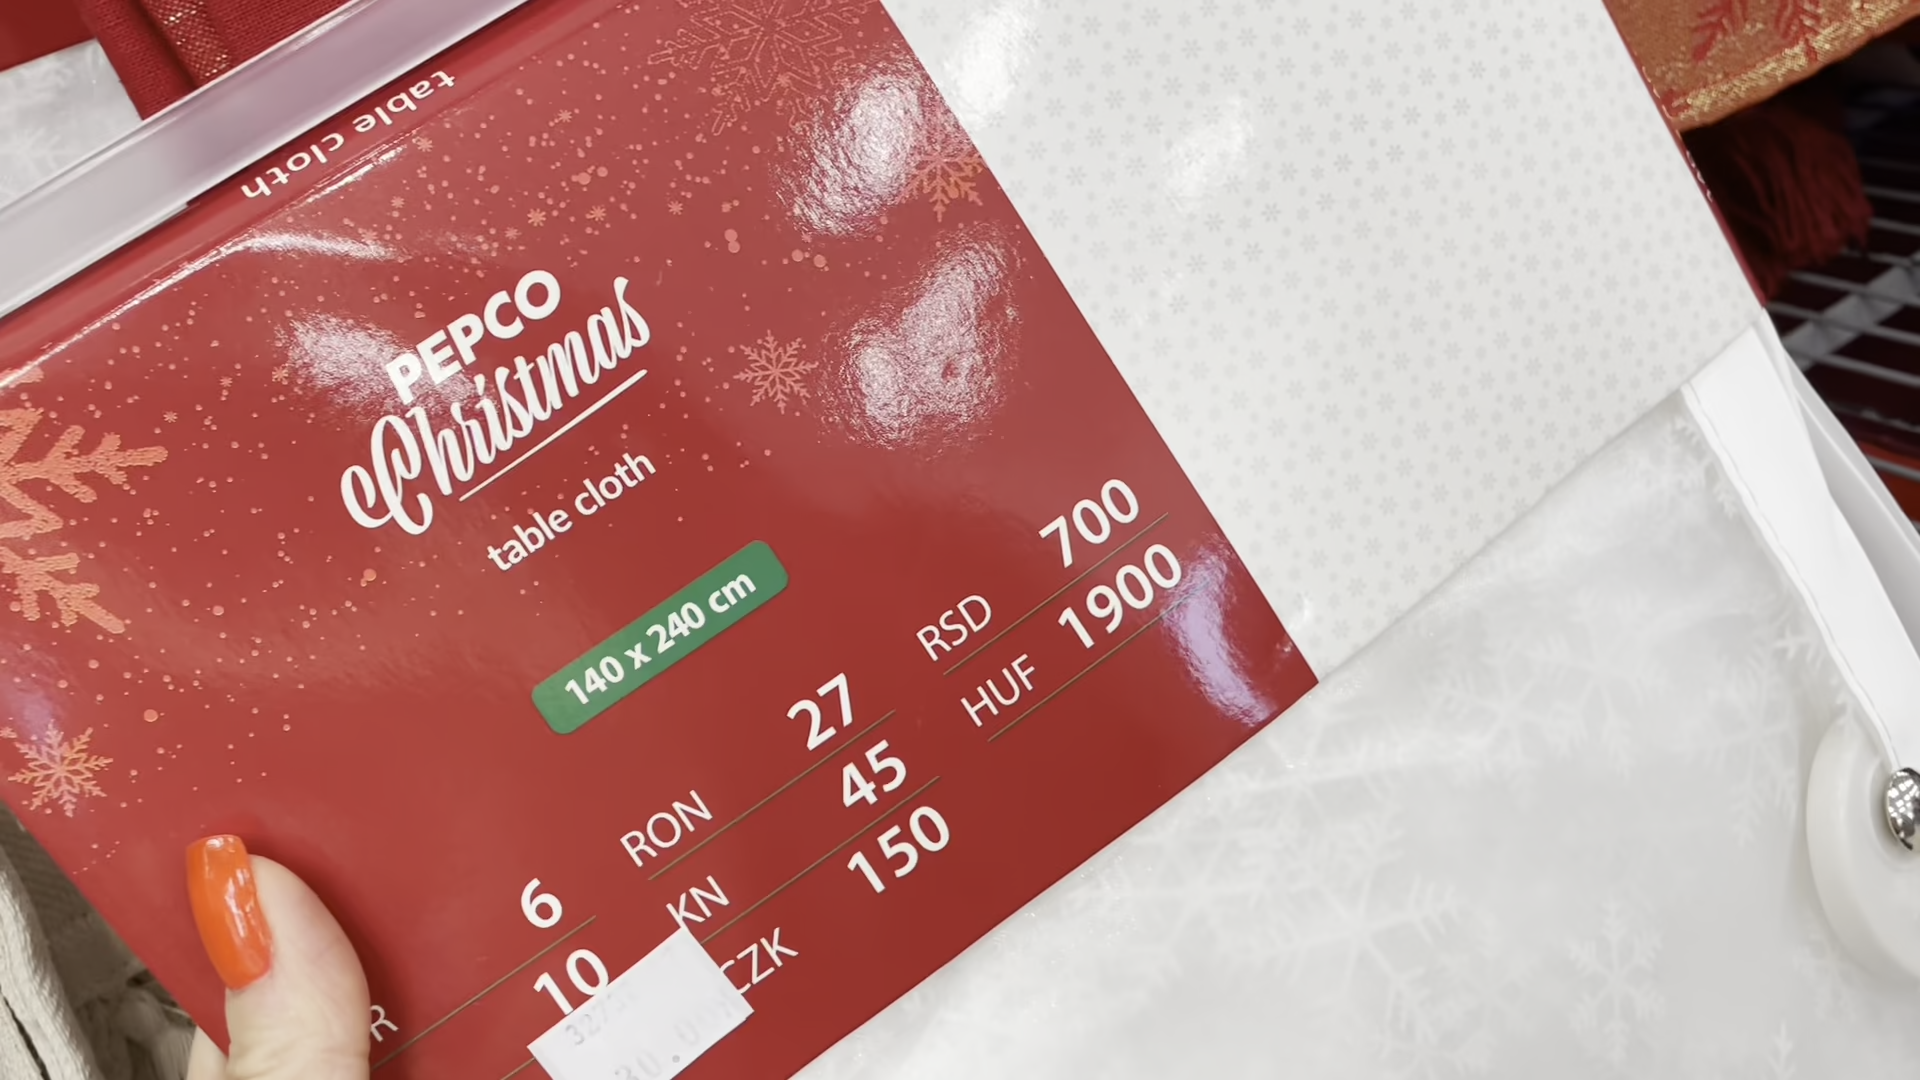 table cloth
PEPCO
Christmas
table cloth
140 x 240 cm
6
10
RON 27
KN 45
CZK 150
RSD 700
HUF 1900